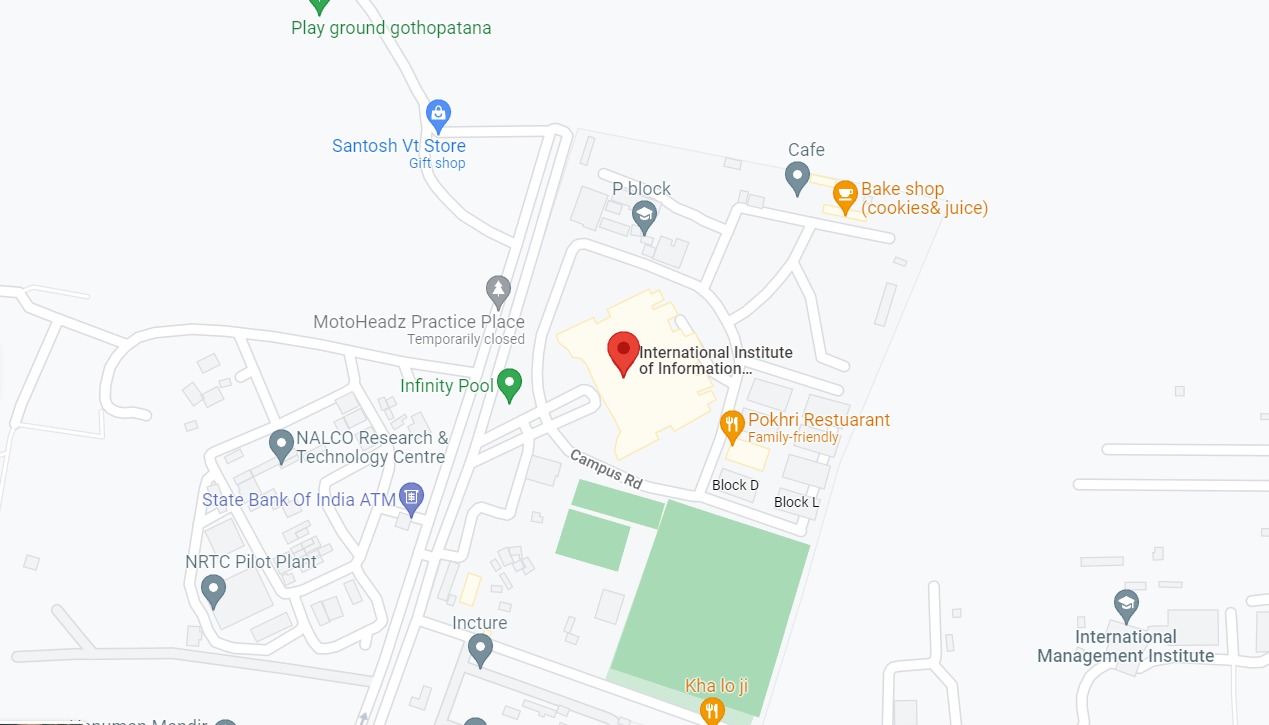 Play ground gothopatana
Santosh Vt Store
Gift shop
Cafe
Bake shop
(cookies& juice)
P block
MotoHeadz Practice Place
Temporarily closed
International Institute
of Information...
Infinity Pool
Pokhri Restuarant
Family-friendly
NALCO Research &
Technology Centre
Campus Rd
Block D
Block L
State Bank Of India ATM
NRTC Pilot Plant
Incture
International
Management Institute
Kha lo ji
Mandir